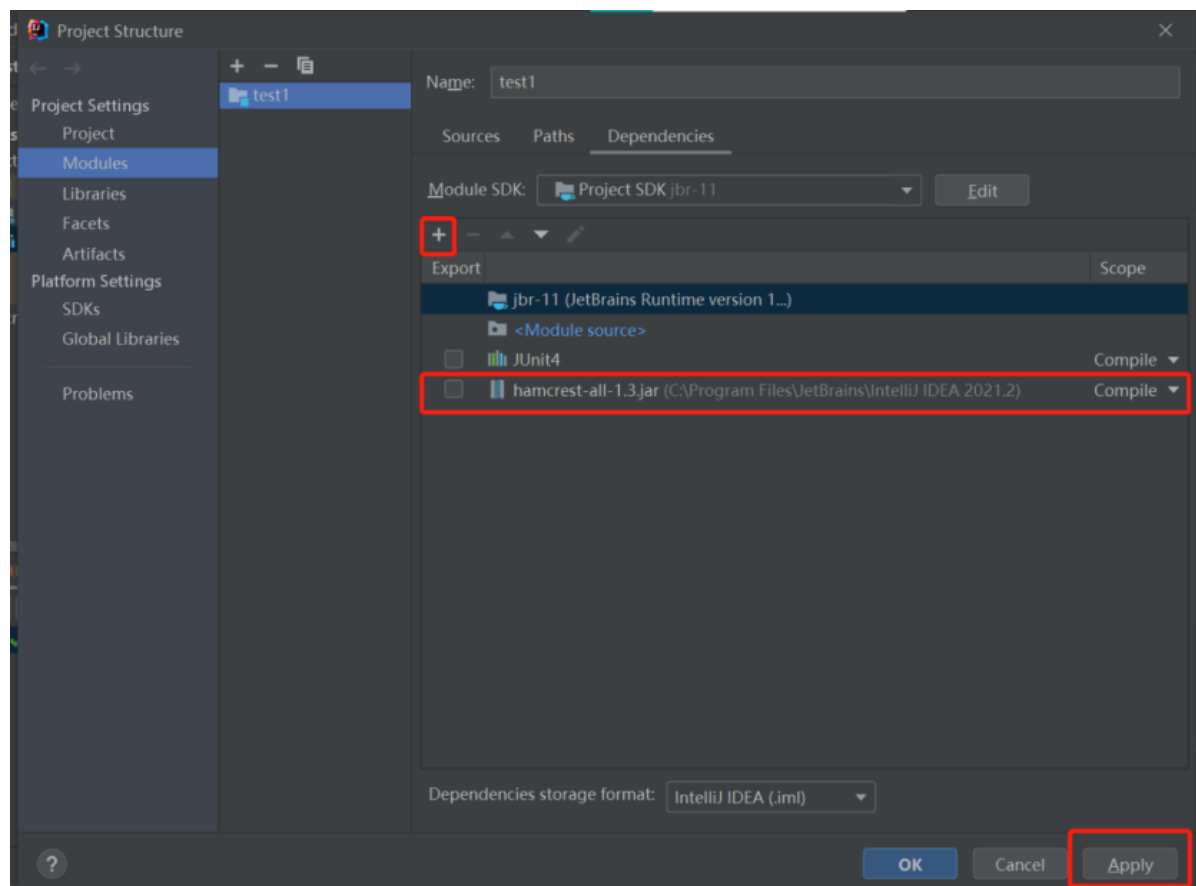 Project Structure
Project Settings
Project
Modules
Libraries
Facets
Artifacts
Platform Settings
SDKs
Global Libraries
Problems
test1
Name: test1
Sources Paths Dependencies
Module SDK: Project SDK jbr-11 Edit
Export Scope
jbr-11 (JetBrains Runtime version 1...)
<Module source>
JUnit4 Compile
hamcrest-all-1.3.jar (C:\Program Files\JetBrains\IntelliJ IDEA 2021.2) Compile
Dependencies storage format: IntelliJ IDEA (.iml)
? OK Cancel Apply